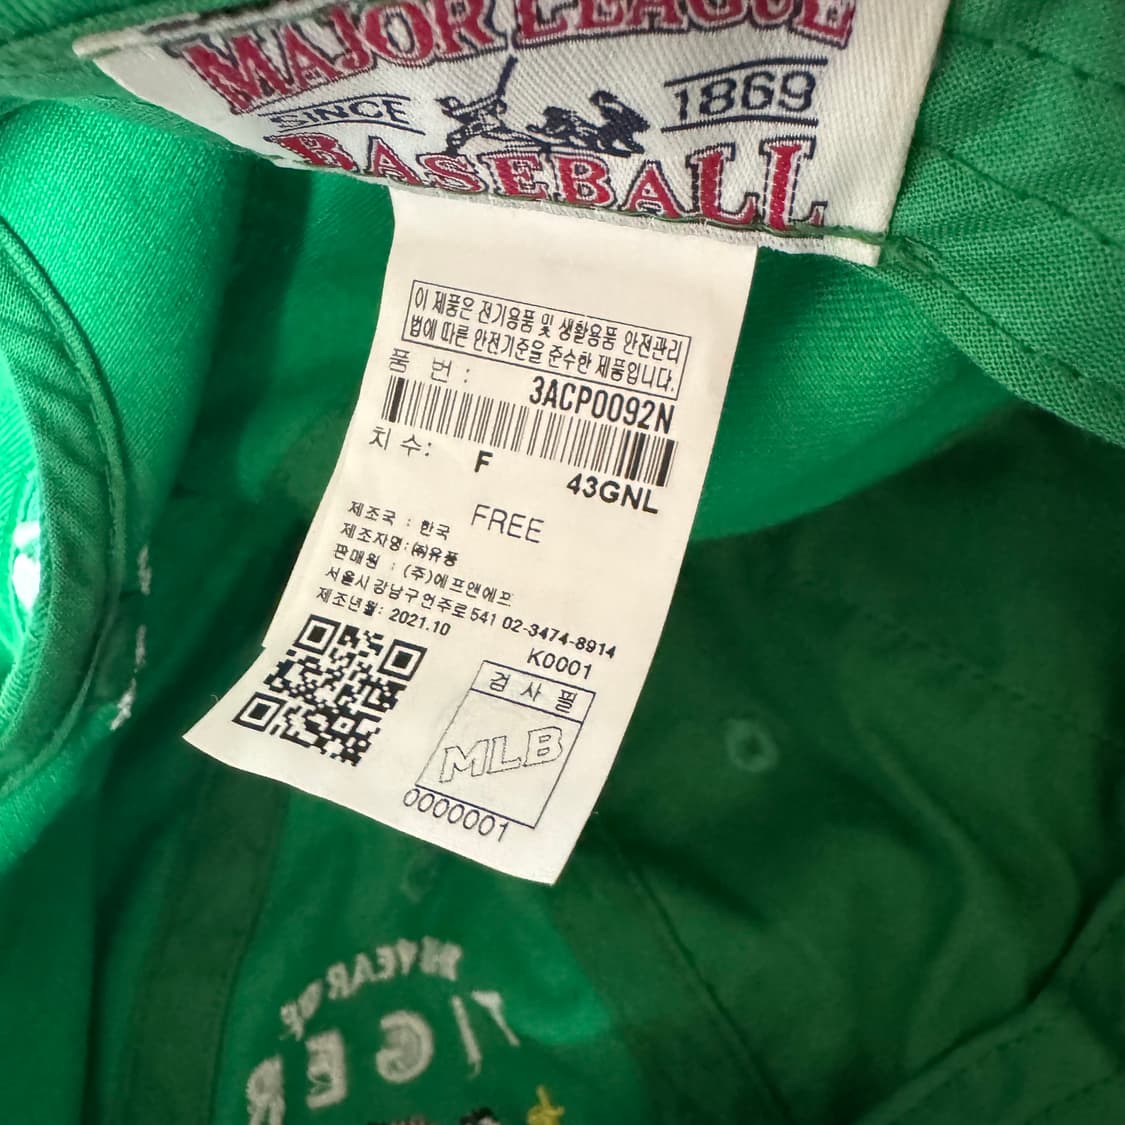 MAJOR LEAGUE
SINCE 1869
BASEBALL
이 제품은 전기용품 및 생활용품 안전관리
법에 따른 안전기준을 준수한 제품입니다.
품 번 :
3ACP0092N
치 수: F 43GNL
FREE
제조국 : 한국
제조자명: ㈜유풍
판매원 : (주)에프앤에프
서울시 강남구 언주로 541 02-3474-8914
제조년월: 2021.10
K0001
검 사 필
MLB
0000001
YEAR OF
TIGER